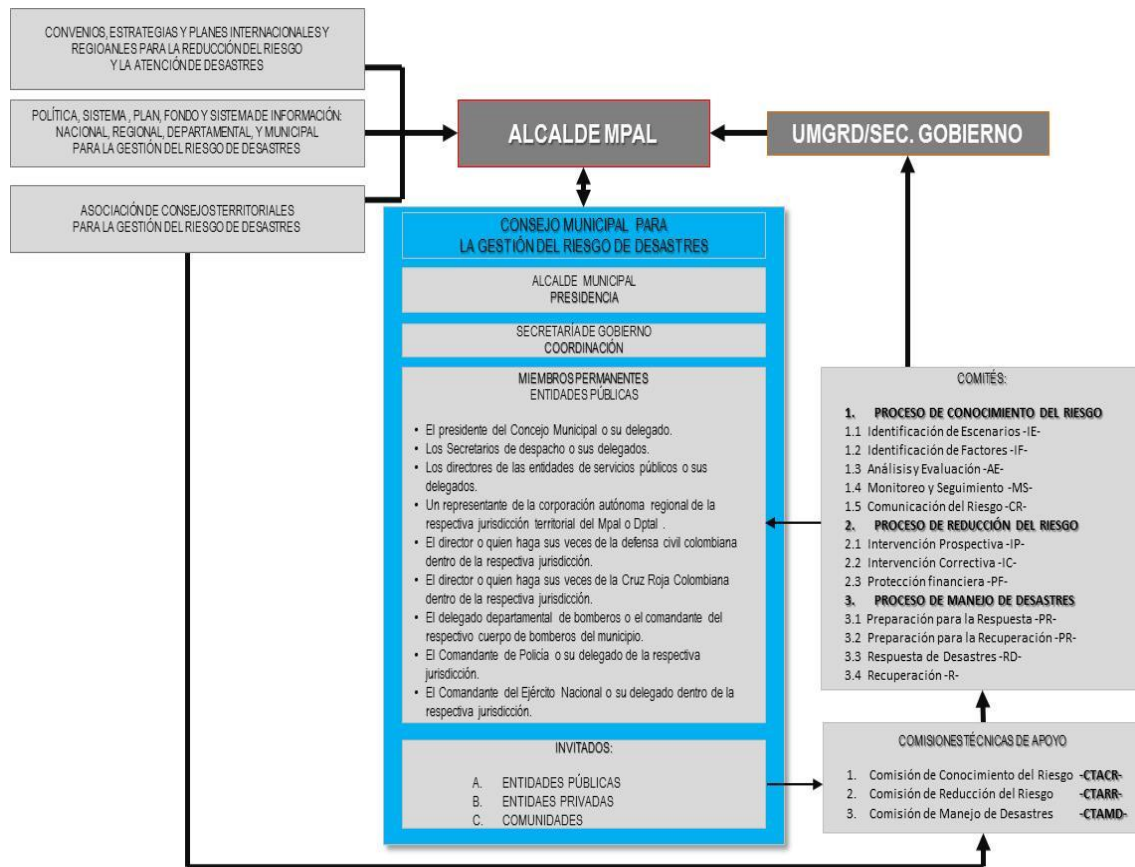 CONVENIOS, ESTRATEGIAS Y PLANES INTERNACIONALES Y
REGIOANLES PARA LA REDUCCIÓN DEL RIESGO
Y LA ATENCIÓN DE DESASTRES
POLÍTICA, SISTEMA , PLAN, FONDO Y SISTEMA DE INFORMACIÓN:
NACIONAL, REGIONAL, DEPARTAMENTAL, Y MUNICIPAL
PARA LA GESTIÓN DEL RIESGO DE DESASTRES
ASOCIACIÓN DE CONSEJOS TERRITORIALES
PARA LA GESTIÓN DEL RIESGO DE DESASTRES
ALCALDE MPAL
UMGRD/SEC. GOBIERNO
CONSEJO MUNICIPAL PARA
LA GESTIÓN DEL RIESGO DE DESASTRES
ALCALDE MUNICIPAL
PRESIDENCIA
SECRETARÍA DE GOBIERNO
COORDINACIÓN
MIEMBROS PERMANENTES
ENTIDADES PÚBLICAS
• El presidente del Concejo Municipal o su delegado.
• Los Secretarios de despacho o sus delegados.
• Los directores de las entidades de servicios públicos o sus
delegados.
• Un representante de la corporación autónoma regional de la
respectiva jurisdicción territorial del Mpal o Dptal .
• El director o quien haga sus veces de la defensa civil colombiana
dentro de la respectiva jurisdicción.
• El director o quien haga sus veces de la Cruz Roja Colombiana
dentro de la respectiva jurisdicción.
• El delegado departamental de bomberos o el comandante del
respectivo cuerpo de bomberos del municipio.
• El Comandante de Policía o su delegado de la respectiva
jurisdicción.
• El Comandante del Ejército Nacional o su delegado dentro de la
respectiva jurisdicción.
INVITADOS:
A. ENTIDADES PÚBLICAS
B. ENTIDAES PRIVADAS
C. COMUNIDADES
COMITÉS:
1. PROCESO DE CONOCIMIENTO DEL RIESGO
1.1 Identificación de Escenarios -IE-
1.2 Identificación de Factores -IF-
1.3 Análisis y Evaluación -AE-
1.4 Monitoreo y Seguimiento -MS-
1.5 Comunicación del Riesgo -CR-
2. PROCESO DE REDUCCIÓN DEL RIESGO
2.1 Intervención Prospectiva -IP-
2.2 Intervención Correctiva -IC-
2.3 Protección financiera -PF-
3. PROCESO DE MANEJO DE DESASTRES
3.1 Preparación para la Respuesta -PR-
3.2 Preparación para la Recuperación -PR-
3.3 Respuesta de Desastres -RD-
3.4 Recuperación -R-
COMISIONES TÉCNICAS DE APOYO
1. Comisión de Conocimiento del Riesgo -CTACR-
2. Comisión de Reducción del Riesgo -CTARR-
3. Comisión de Manejo de Desastres -CTAMD-